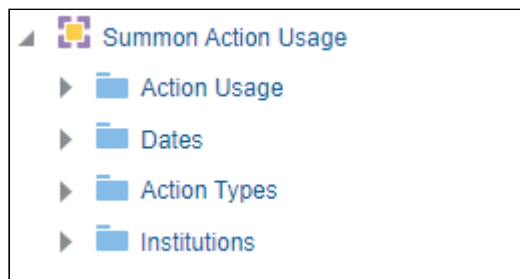 Summon Action Usage
Action Usage
Dates
Action Types
Institutions